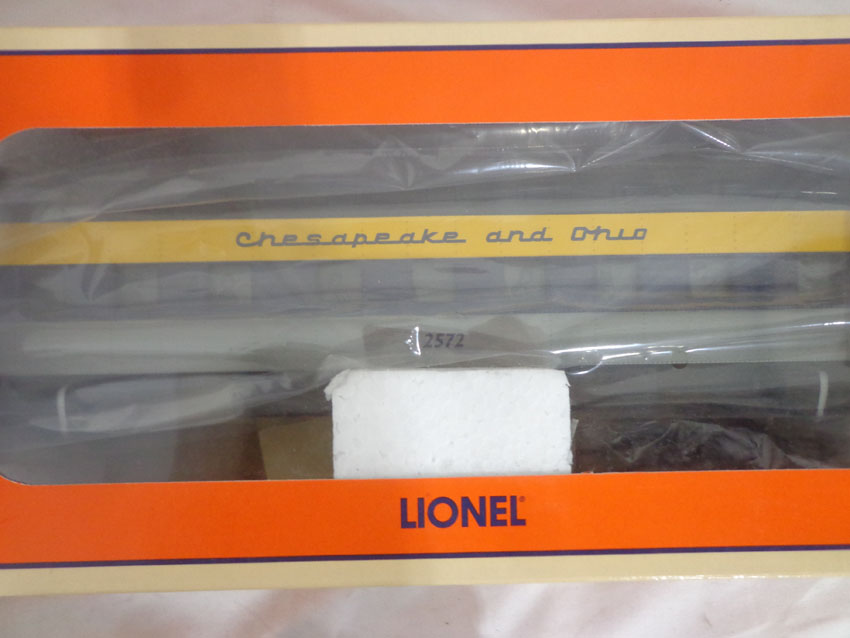 Chesapeake and Ohio
2572
LIONEL®